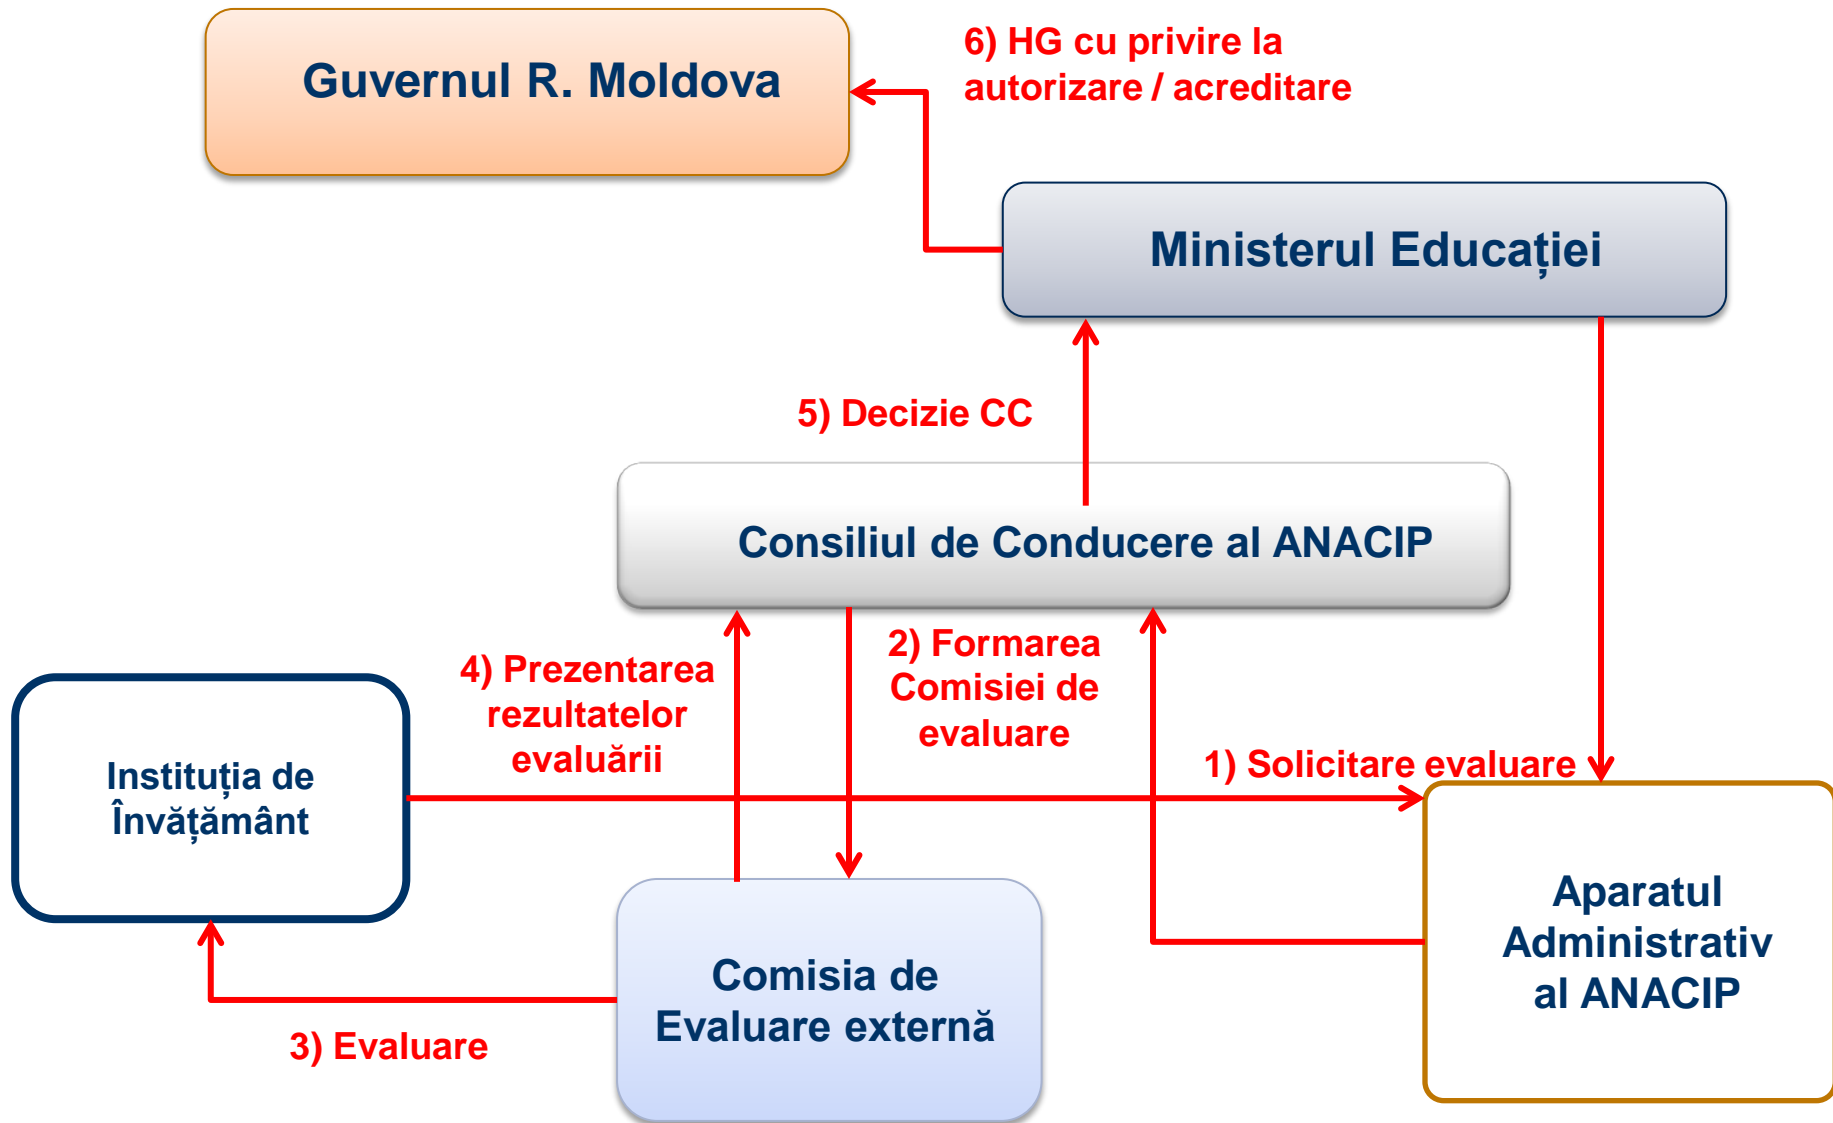 Guvernul R. Moldova
6) HG cu privire la
autorizare / acreditare
Ministerul Educației
5) Decizie CC
Consiliul de Conducere al ANACIP
4) Prezentarea
rezultatelor
evaluării
2) Formarea
Comisiei de
evaluare
1) Solicitare evaluare
Instituția de
Învățământ
Comisia de
Evaluare externă
3) Evaluare
Aparatul
Administrativ
al ANACIP